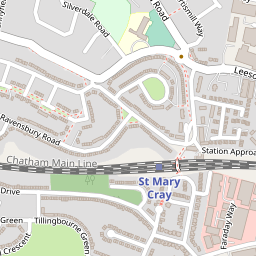 Silverdale Road
Ravensbury Road
Chatham Main Line
Station Approa
St Mary
Cray
Drive
Green
Tillingbourne
Green
Crescent
Faraday Way